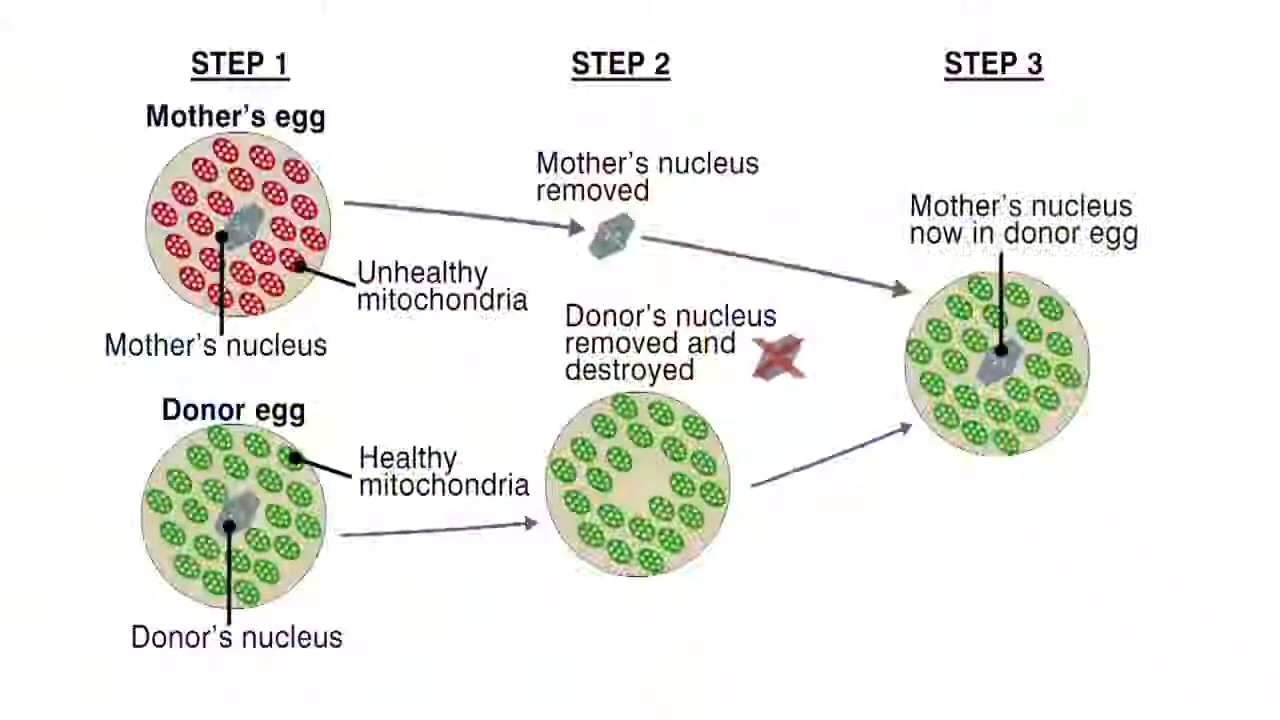 STEP 1
STEP 2
STEP 3
Mother's egg
Mother's nucleus
removed
Mother's nucleus
now in donor egg
Unhealthy
mitochondria
Donor's nucleus
removed and
destroyed
Mother's nucleus
Donor egg
Healthy
mitochondria
Donor's nucleus